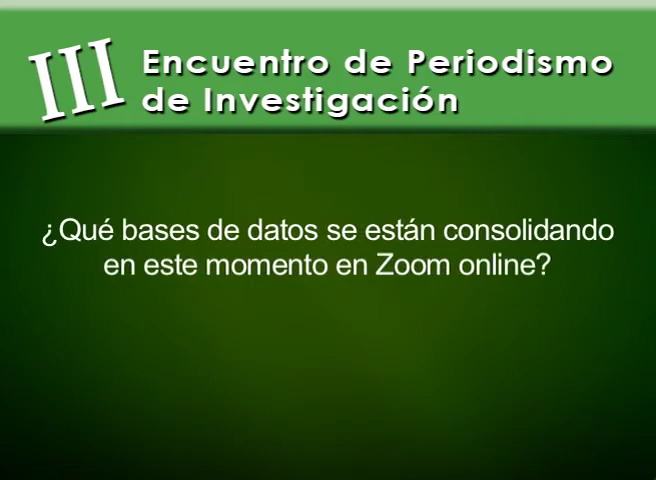 III Encuentro de Periodismo
de Investigación
¿Qué bases de datos se están consolidando
en este momento en Zoom online?